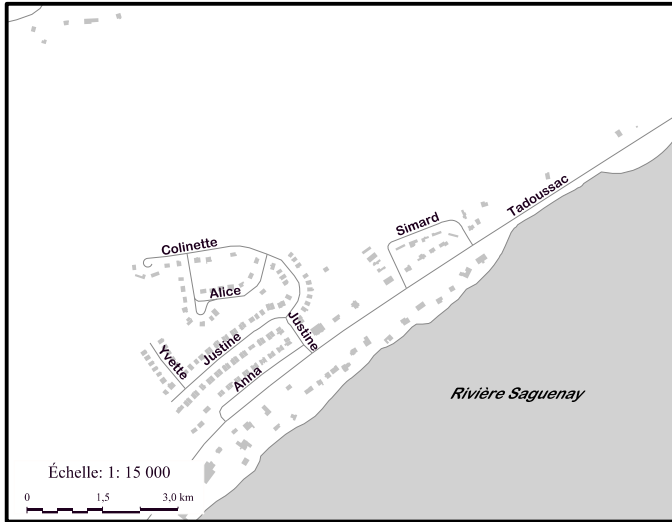 Tadoussac
Simard
Colinette
Alice
Justine
Justine
Yvette
Anna
Rivière Saguenay
Échelle: 1: 15 000
0 1,5 3,0 km